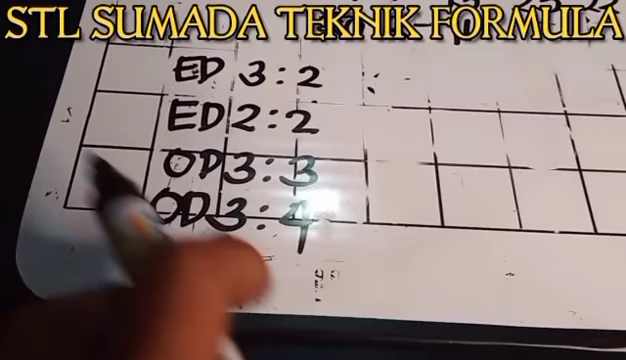 STL SUMADA TEKNIK FORMULA
ED 3:2
ED 2:2
OD 3:3
OD 3:4